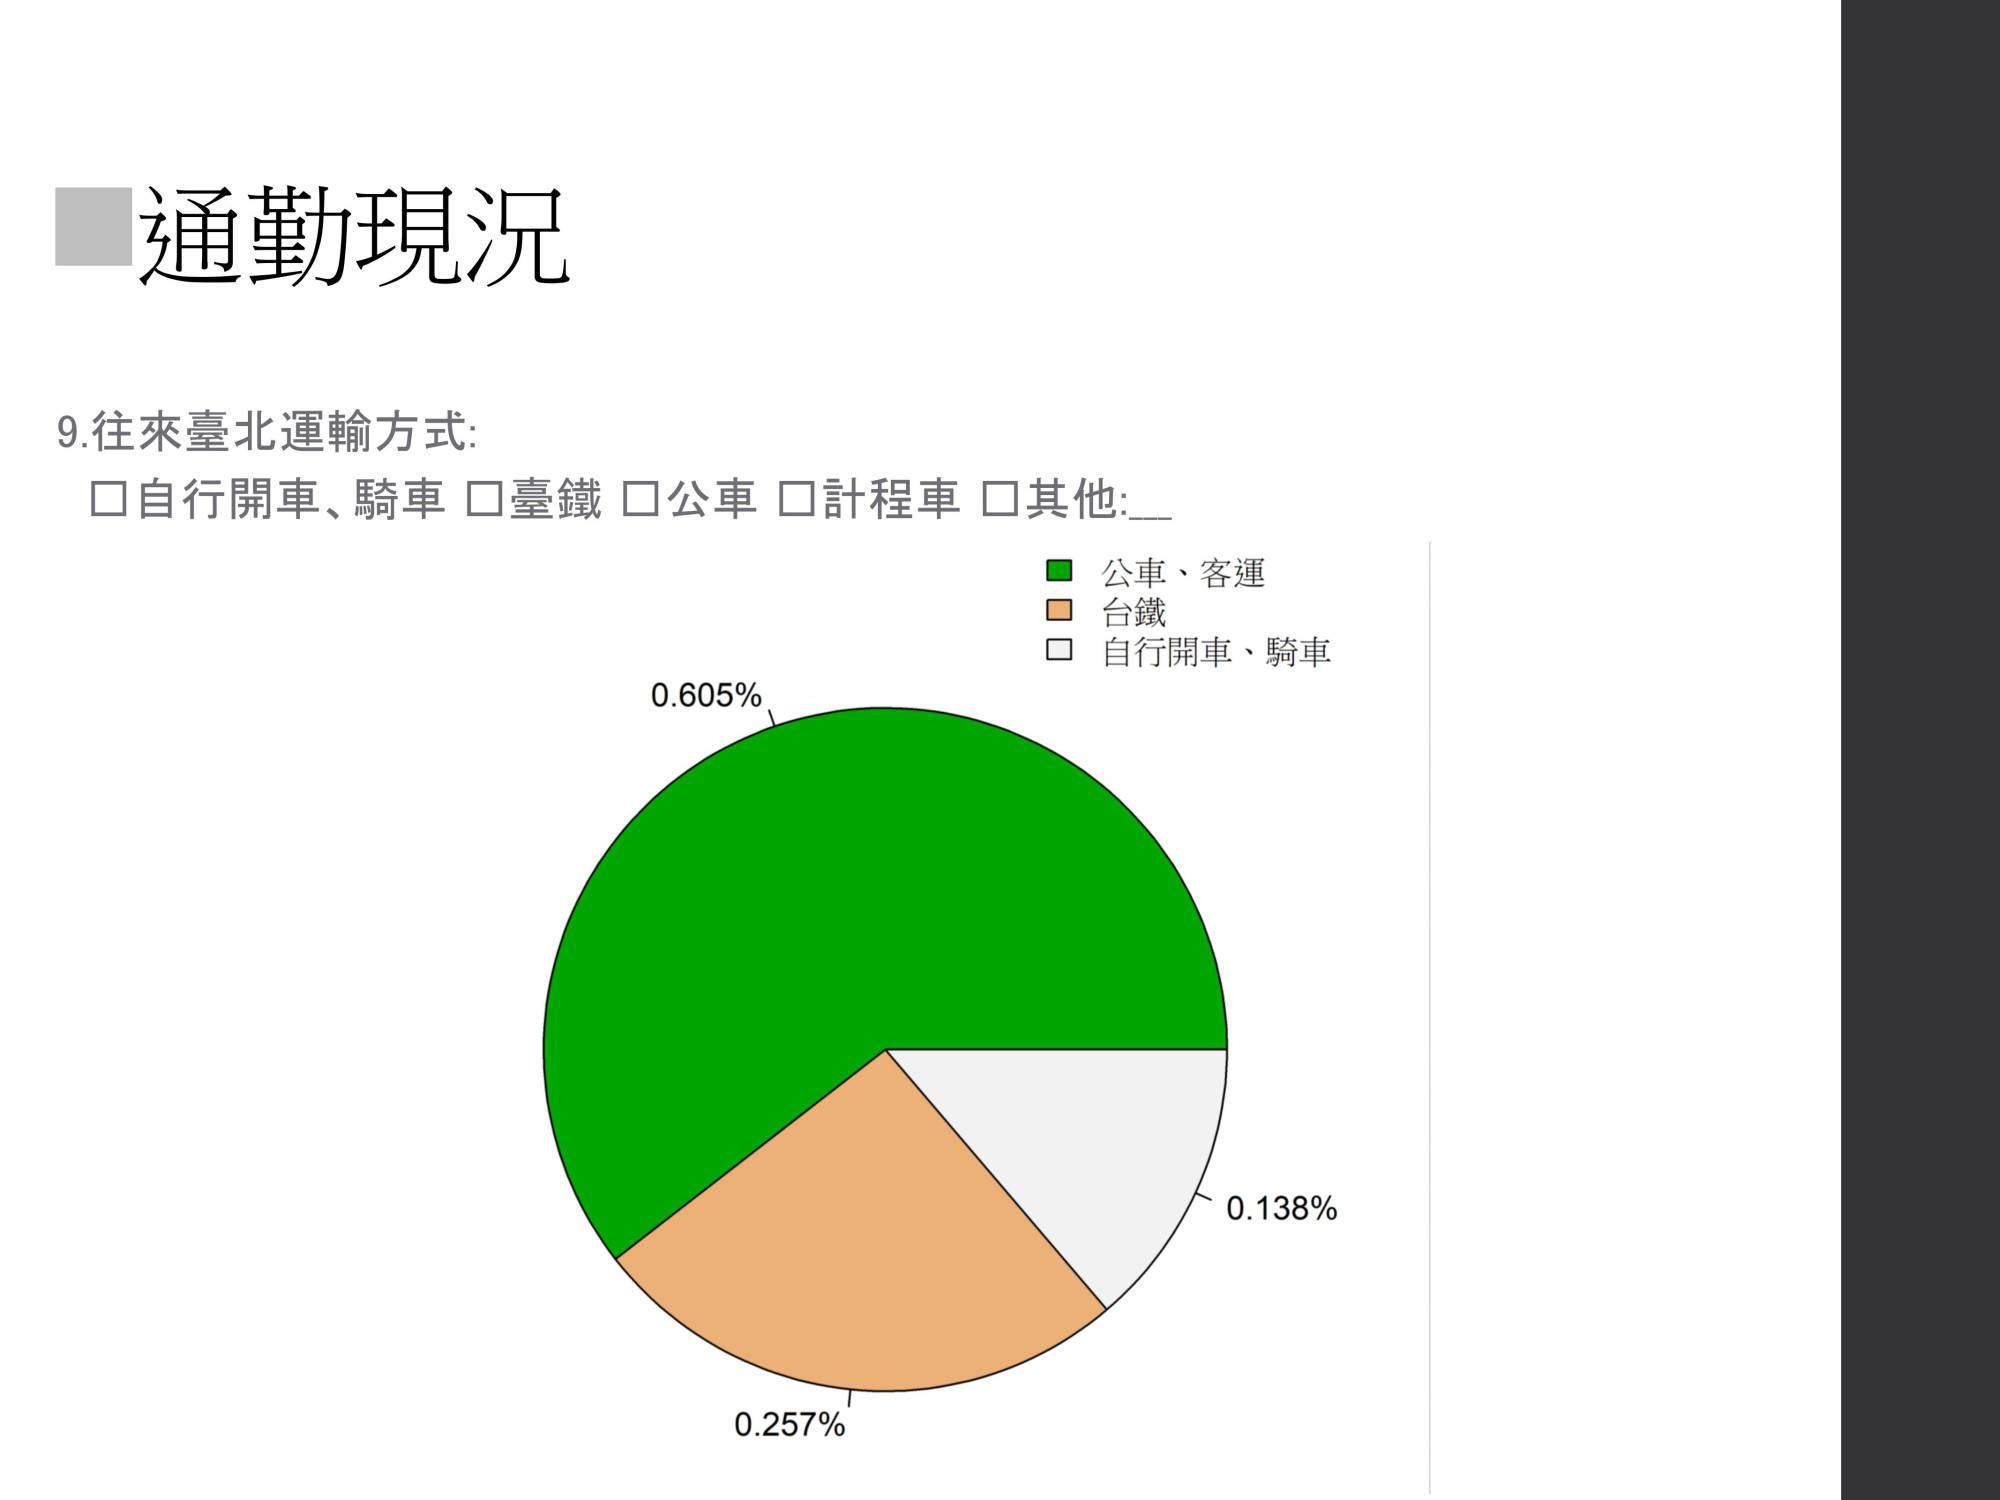 通勤現況
9.往來臺北運輸方式:
□自行開車、騎車 □臺鐵 □公車 □計程車 □其他:___
公車、客運
台鐵
自行開車、騎車
0.605%
0.138%
0.257%